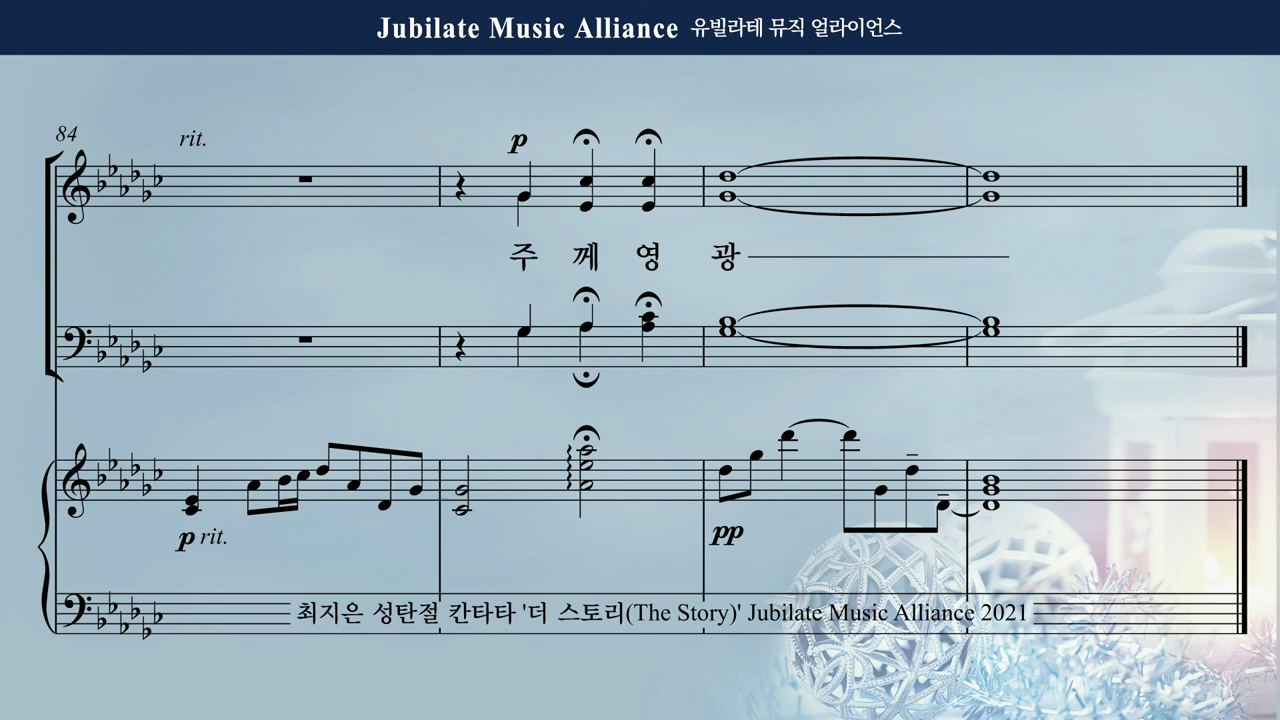 Jubilate Music Alliance 유빌라테 뮤직 얼라이언스
84
rit.
p
주 께 영 광
p rit.
pp
최지은 성탄절 칸타타 '더 스토리(The Story)' Jubilate Music Alliance 2021